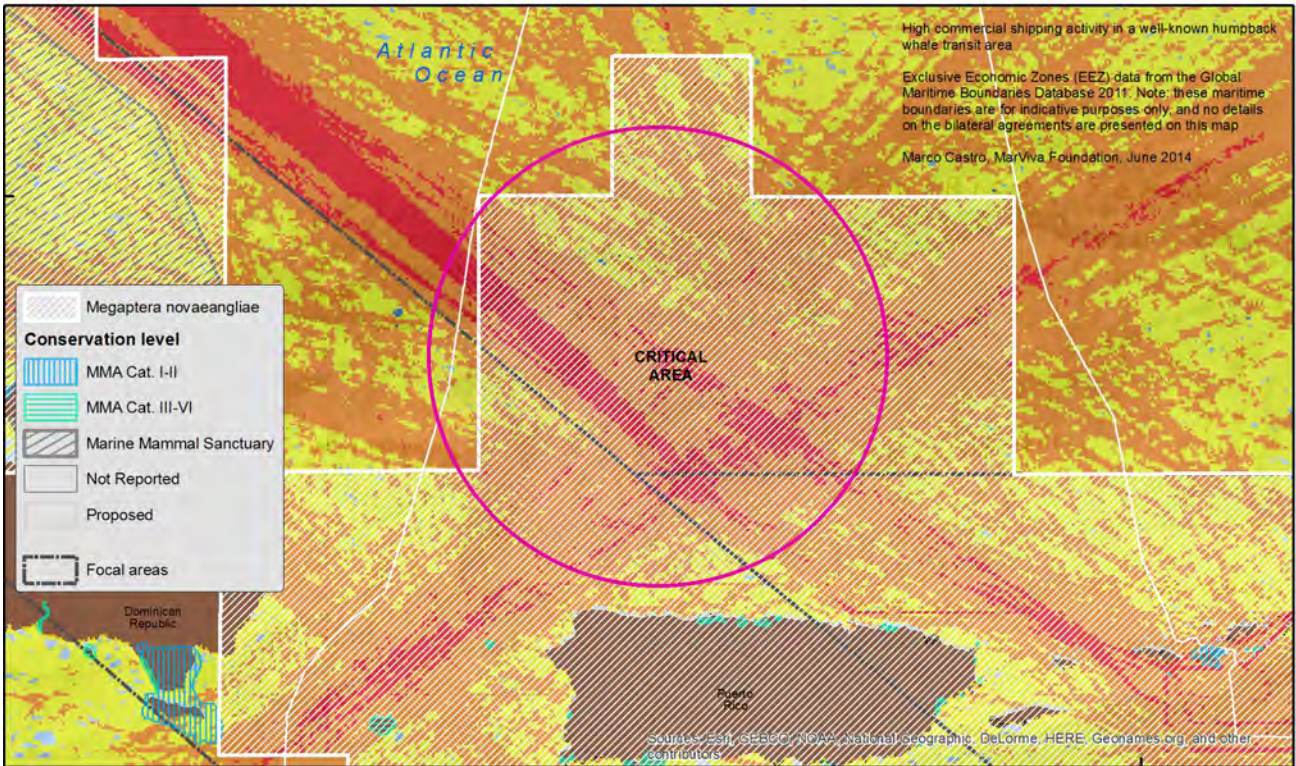 Atlantic
Ocean
High commercial shipping activity in a well-known humpback
whale transit area
Exclusive Economic Zones (EEZ) data from the Global
Maritime Boundaries Database 2011. Note: these maritime
boundaries are for indicative purposes only, and no details
on the bilateral agreements are presented on this map
Marco Castro, MarViva Foundation, June 2014
CRITICAL
AREA
Megaptera novaeangliae
Conservation level
MMA Cat. I-II
MMA Cat. III-VI
Marine Mammal Sanctuary
Not Reported
Proposed
Focal areas
Dominican
Republic
Puerto
Rico
Sources: Esri, GEBCO, NOAA, National Geographic, DeLorme, HERE, Geonames.org, and other
contributors